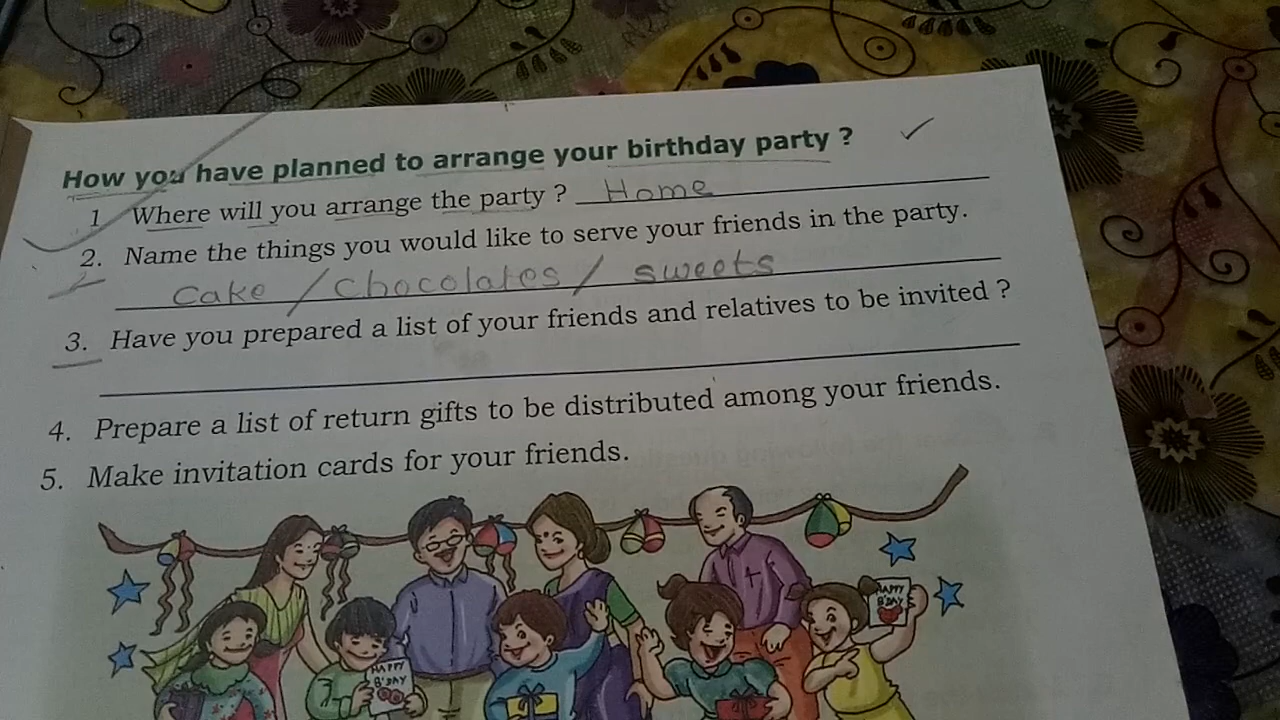 How you have planned to arrange your birthday party ?
1 Where will you arrange the party ? Home
2. Name the things you would like to serve your friends in the party.
Cake / Chocolates / sweets
3. Have you prepared a list of your friends and relatives to be invited ?
4. Prepare a list of return gifts to be distributed among your friends.
5. Make invitation cards for your friends.
HAPPY
B'DAY
HAPPY
B'DAY